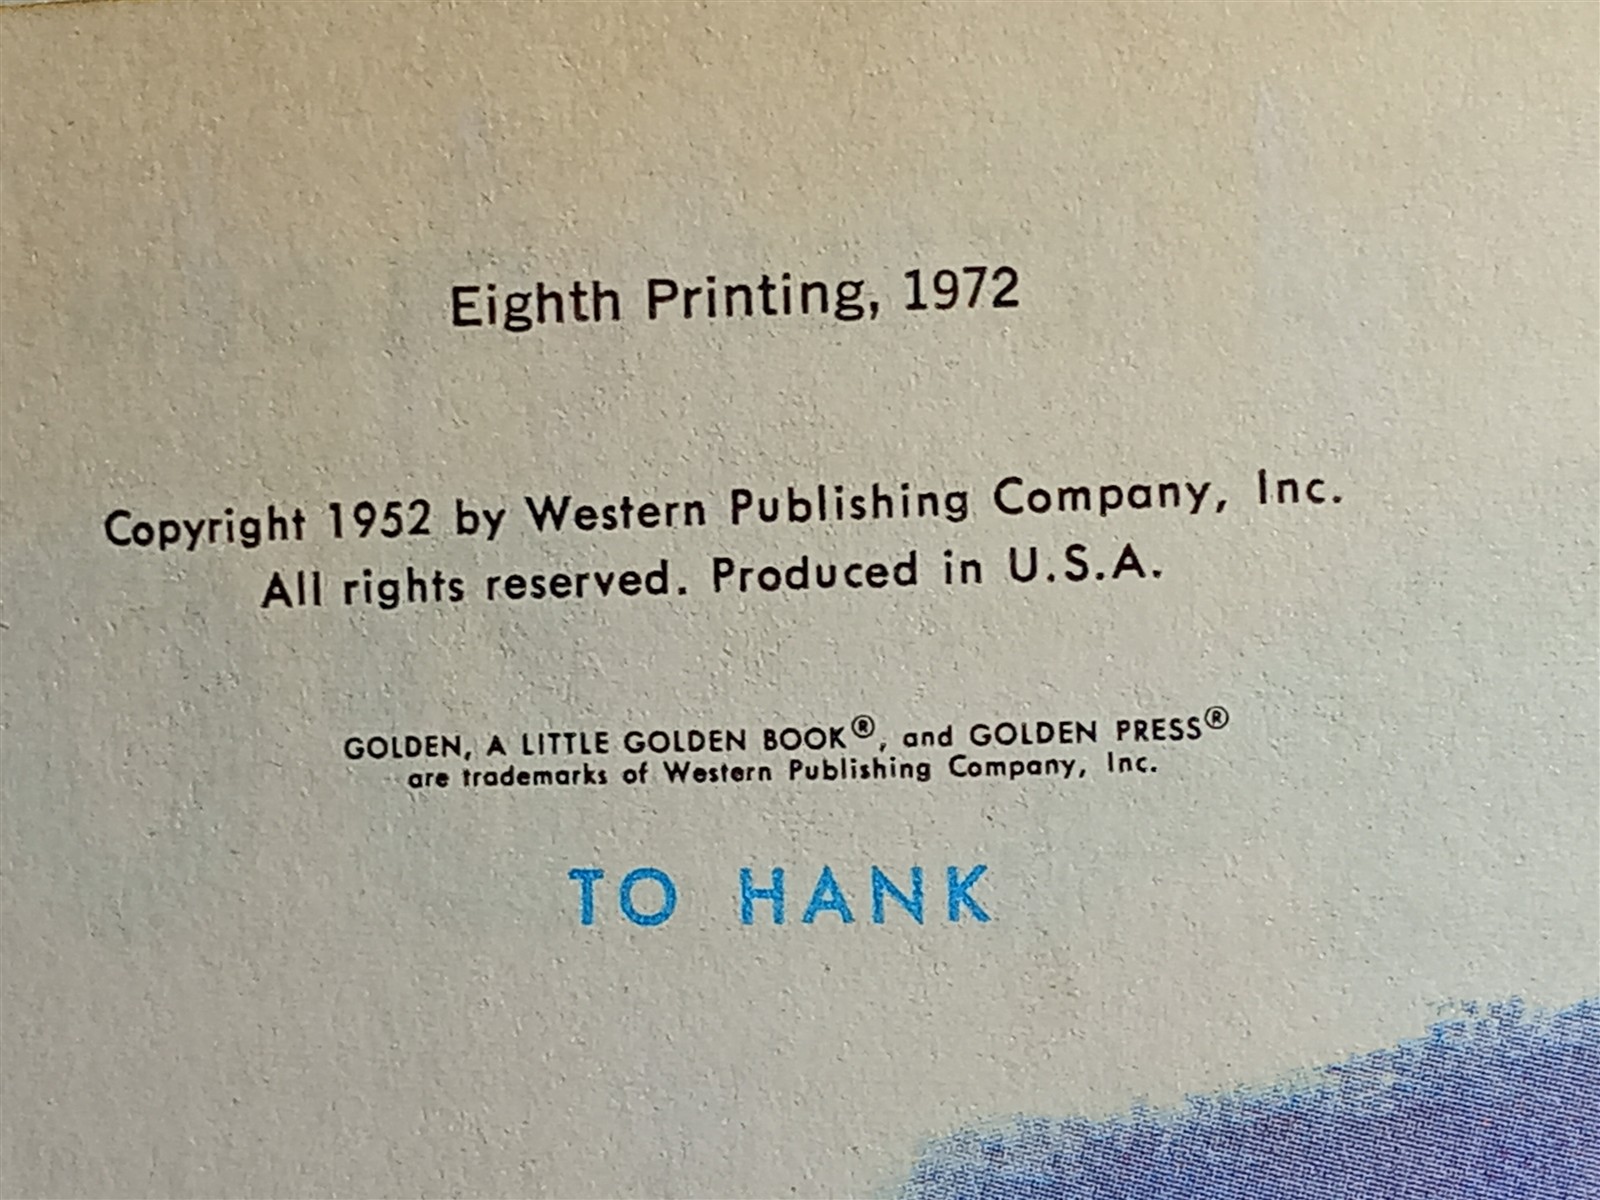 Eighth Printing, 1972
Copyright 1952 by Western Publishing Company, Inc.
All rights reserved. Produced in U.S.A.
GOLDEN, A LITTLE GOLDEN BOOK®, and GOLDEN PRESS®
are trademarks of Western Publishing Company, Inc.
TO HANK